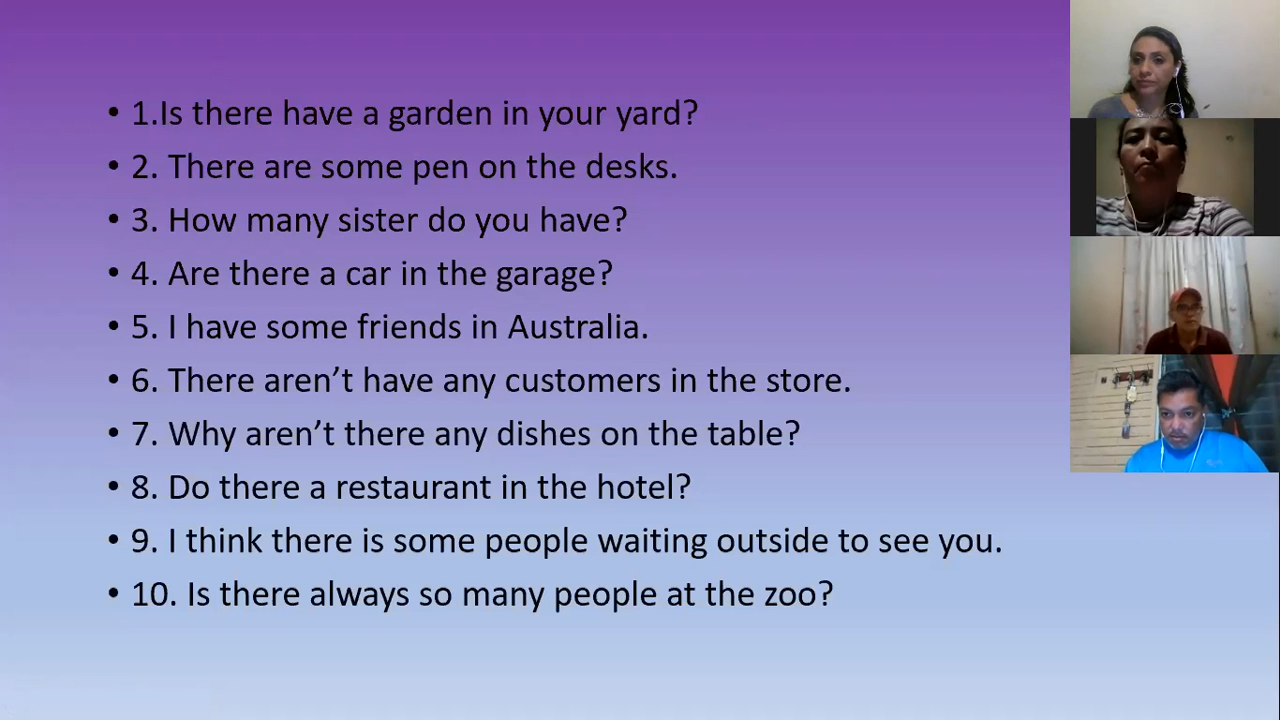 • 1.Is there have a garden in your yard?
• 2. There are some pen on the desks.
• 3. How many sister do you have?
• 4. Are there a car in the garage?
• 5. I have some friends in Australia.
• 6. There aren’t have any customers in the store.
• 7. Why aren’t there any dishes on the table?
• 8. Do there a restaurant in the hotel?
• 9. I think there is some people waiting outside to see you.
• 10. Is there always so many people at the zoo?